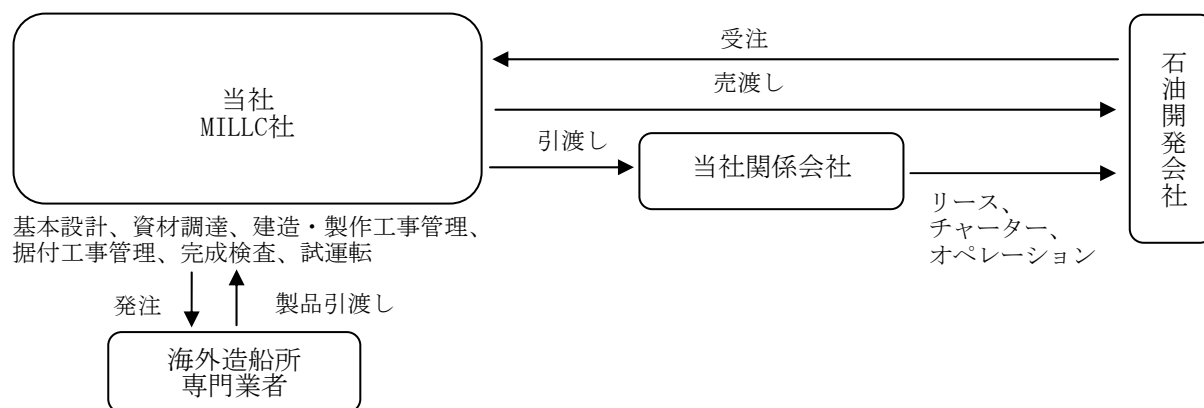 当社
MILLC社
受注
売渡し
引渡し
当社関係会社
石油開発会社
リース、
チャーター、
オペレーション
基本設計、資材調達、建造・製作工事管理、
据付工事管理、完成検査、試運転
発注
製品引渡し
海外造船所
専門業者